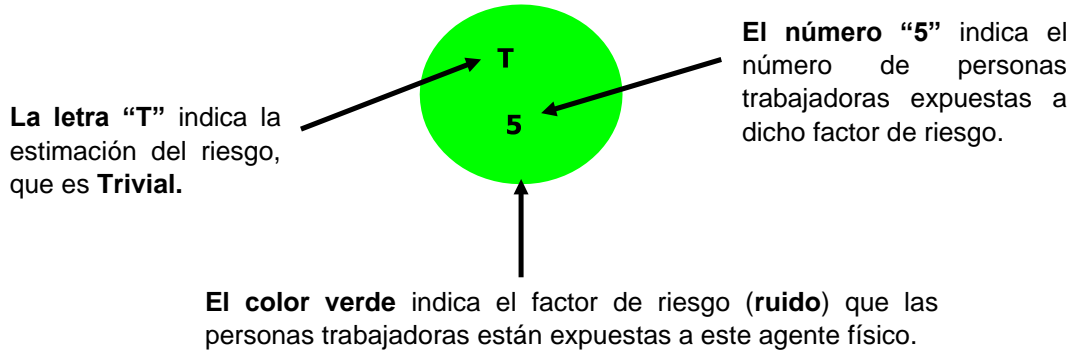 T
5
La letra “T” indica la
estimación del riesgo,
que es Trivial.
El número “5” indica el
número de personas
trabajadoras expuestas a
dicho factor de riesgo.
El color verde indica el factor de riesgo (ruido) que las
personas trabajadoras están expuestas a este agente físico.